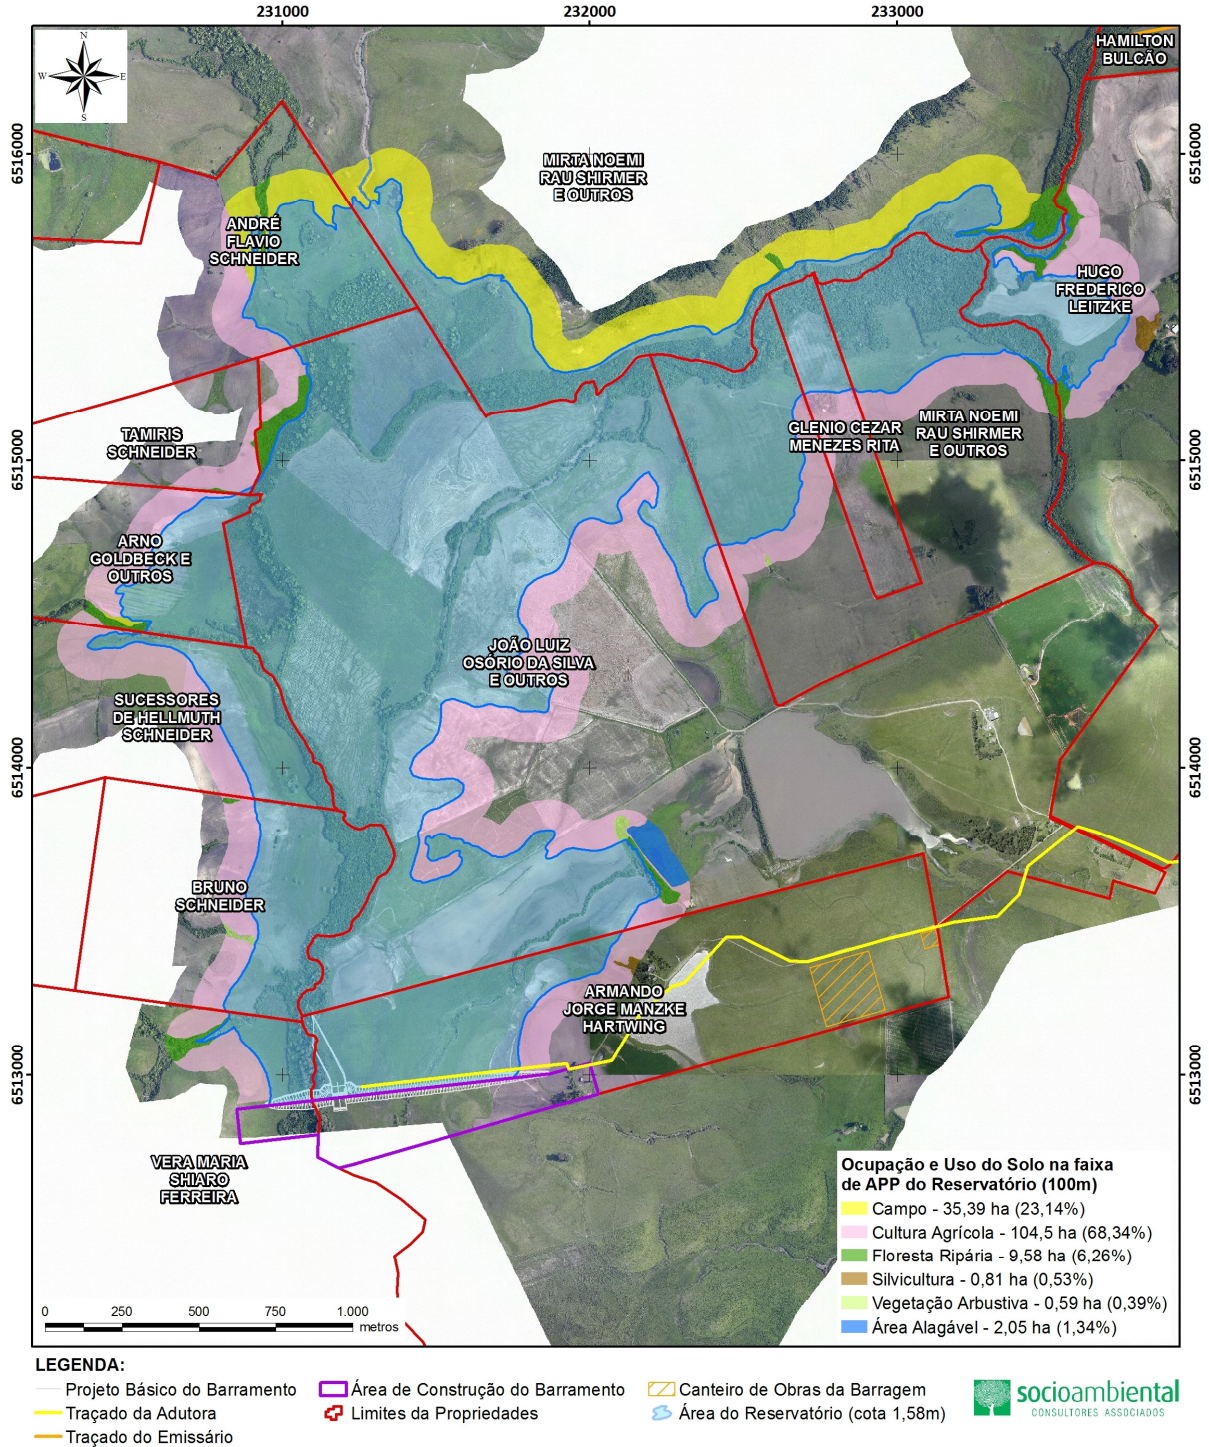 231000
232000
233000
N
W
E
S
6516000
6515000
6514000
6513000
6516000
6515000
6514000
6513000
HAMILTON
BULCÃO
MIRTA NOEMI
RAU SHIRMER
E OUTROS
ANDRÉ
FLAVIO
SCHNEIDER
HUGO
FREDERICO
LEITZKE
TAMIRIS
SCHNEIDER
GLENIO CEZAR
MENEZES RITA
MIRTA NOEMI
RAU SHIRMER
E OUTROS
ARNO
GOLDBECK E
OUTROS
JOÃO LUIZ
OSÓRIO DA SILVA
E OUTROS
SUCESSORES
DE HELLMUTH
SCHNEIDER
BRUNO
SCHNEIDER
ARMANDO
JORGE MANZKE
HARTWING
VERA MARIA
SHIARO
FERREIRA
Ocupação e Uso do Solo na faixa
de APP do Reservatório (100m)
Campo - 35,39 ha (23,14%)
Cultura Agrícola - 104,5 ha (68,34%)
Floresta Ripária - 9,58 ha (6,26%)
Silvicultura - 0,81 ha (0,53%)
Vegetação Arbustiva - 0,59 ha (0,39%)
Área Alagável - 2,05 ha (1,34%)
0 250 500 750 1.000
metros
LEGENDA:
Projeto Básico do Barramento
Traçado da Adutora
Traçado do Emissário
Área de Construção do Barramento
Limites da Propriedades
Canteiro de Obras da Barragem
Área do Reservatório (cota 1,58m)
socioambiental
CONSULTORES ASSOCIADOS